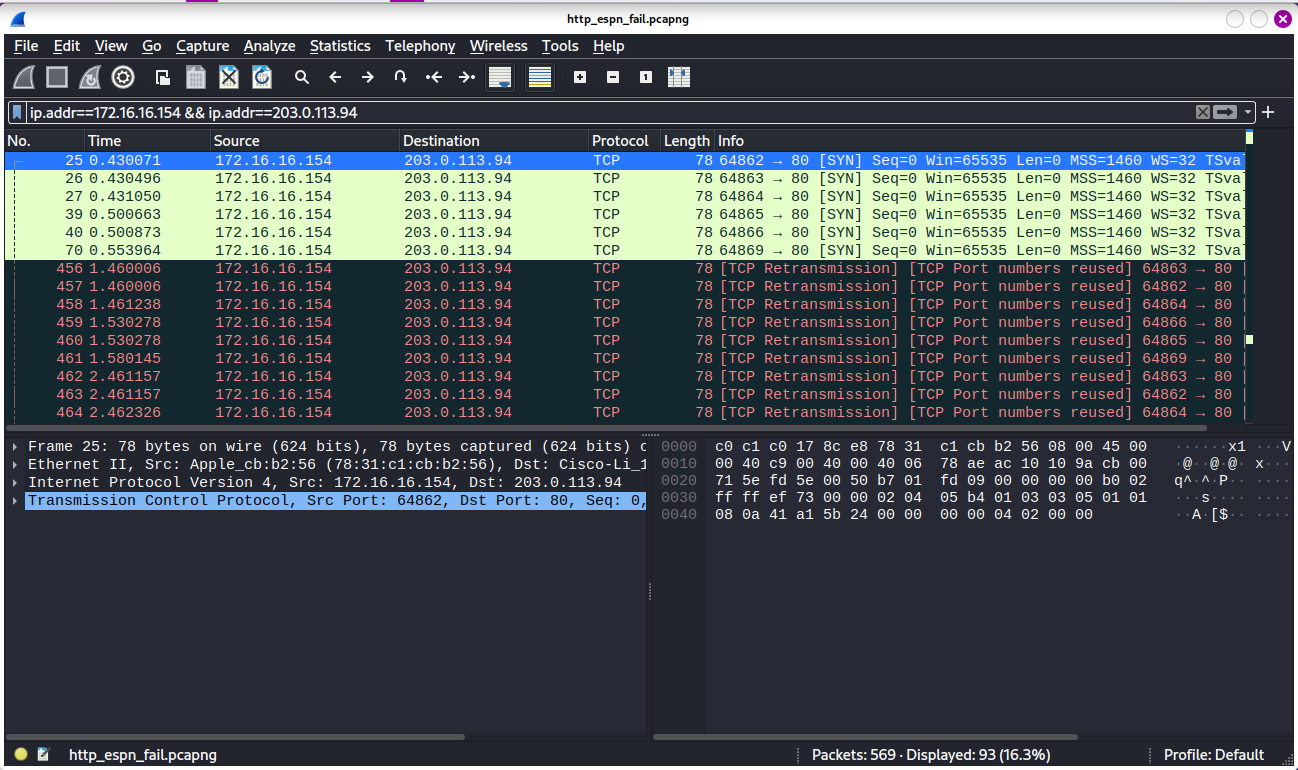 http_espn_fail.pcapng
File Edit View Go Capture Analyze Statistics Telephony Wireless Tools Help
ip.addr==172.16.16.154 && ip.addr==203.0.113.94
No. Time Source Destination Protocol Length Info
25 0.430071 172.16.16.154 203.0.113.94 TCP 78 64862 → 80 [SYN] Seq=0 Win=65535 Len=0 MSS=1460 WS=32 TSva
26 0.430496 172.16.16.154 203.0.113.94 TCP 78 64863 → 80 [SYN] Seq=0 Win=65535 Len=0 MSS=1460 WS=32 TSva
27 0.431050 172.16.16.154 203.0.113.94 TCP 78 64864 → 80 [SYN] Seq=0 Win=65535 Len=0 MSS=1460 WS=32 TSva
39 0.500663 172.16.16.154 203.0.113.94 TCP 78 64865 → 80 [SYN] Seq=0 Win=65535 Len=0 MSS=1460 WS=32 TSva
40 0.500873 172.16.16.154 203.0.113.94 TCP 78 64866 → 80 [SYN] Seq=0 Win=65535 Len=0 MSS=1460 WS=32 TSva
70 0.553964 172.16.16.154 203.0.113.94 TCP 78 64869 → 80 [SYN] Seq=0 Win=65535 Len=0 MSS=1460 WS=32 TSva
456 1.460006 172.16.16.154 203.0.113.94 TCP 78 [TCP Retransmission] [TCP Port numbers reused] 64863 → 80 [
457 1.460006 172.16.16.154 203.0.113.94 TCP 78 [TCP Retransmission] [TCP Port numbers reused] 64862 → 80 [
458 1.461238 172.16.16.154 203.0.113.94 TCP 78 [TCP Retransmission] [TCP Port numbers reused] 64864 → 80 [
459 1.530278 172.16.16.154 203.0.113.94 TCP 78 [TCP Retransmission] [TCP Port numbers reused] 64866 → 80 [
460 1.530278 172.16.16.154 203.0.113.94 TCP 78 [TCP Retransmission] [TCP Port numbers reused] 64865 → 80 [
461 1.580145 172.16.16.154 203.0.113.94 TCP 78 [TCP Retransmission] [TCP Port numbers reused] 64869 → 80 [
462 2.461157 172.16.16.154 203.0.113.94 TCP 78 [TCP Retransmission] [TCP Port numbers reused] 64863 → 80 [
463 2.461157 172.16.16.154 203.0.113.94 TCP 78 [TCP Retransmission] [TCP Port numbers reused] 64862 → 80 [
464 2.462326 172.16.16.154 203.0.113.94 TCP 78 [TCP Retransmission] [TCP Port numbers reused] 64864 → 80 [
Frame 25: 78 bytes on wire (624 bits), 78 bytes captured (624 bits) o
Ethernet II, Src: Apple_cb:b2:56 (78:31:c1:cb:b2:56), Dst: Cisco-Li_1
Internet Protocol Version 4, Src: 172.16.16.154, Dst: 203.0.113.94
Transmission Control Protocol, Src Port: 64862, Dst Port: 80, Seq: 0,
0000 c0 c1 c0 17 8c e8 78 31 c1 cb b2 56 08 00 45 00 ······x1 ···V
0010 00 40 c9 00 40 00 40 06 78 ae ac 10 10 9a cb 00 ·@··@·@· x···
0020 71 5e fd 5e 00 50 b7 01 fd 09 00 00 00 00 b0 02 q^·^·P·· ····
0030 ff ff ef 73 00 00 02 04 05 b4 01 03 03 05 01 01 ···s···· ····
0040 08 0a 41 a1 5b 24 00 00 00 00 04 02 00 00 ··A·[$·· ····
http_espn_fail.pcapng
Packets: 569 · Displayed: 93 (16.3%)
Profile: Default